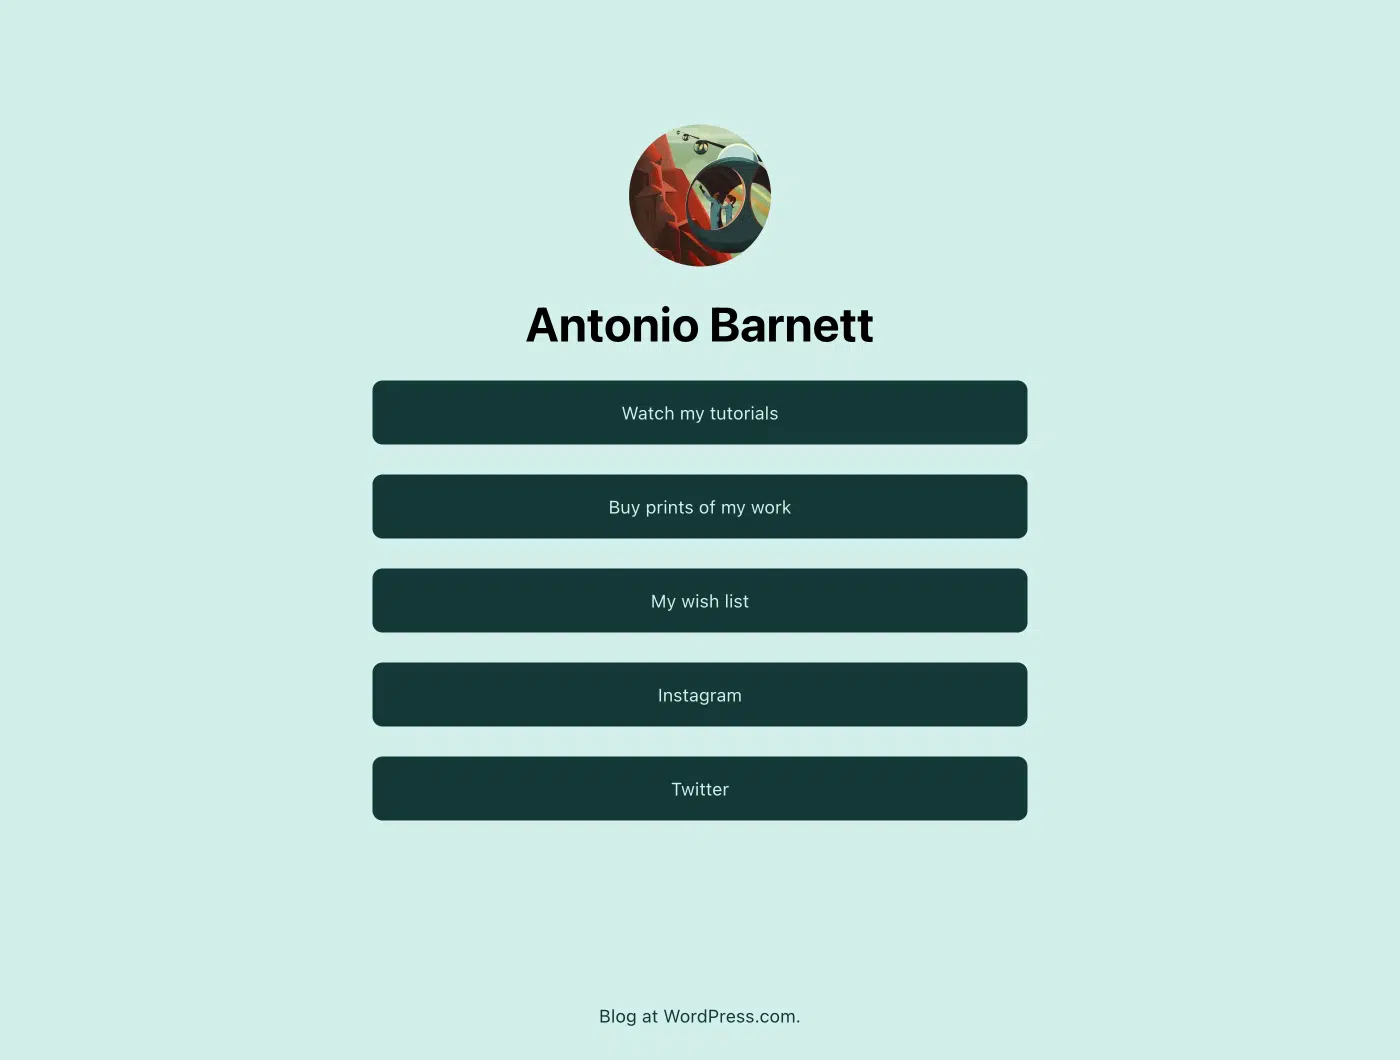 Antonio Barnett
Watch my tutorials
Buy prints of my work
My wish list
Instagram
Twitter
Blog at WordPress.com.